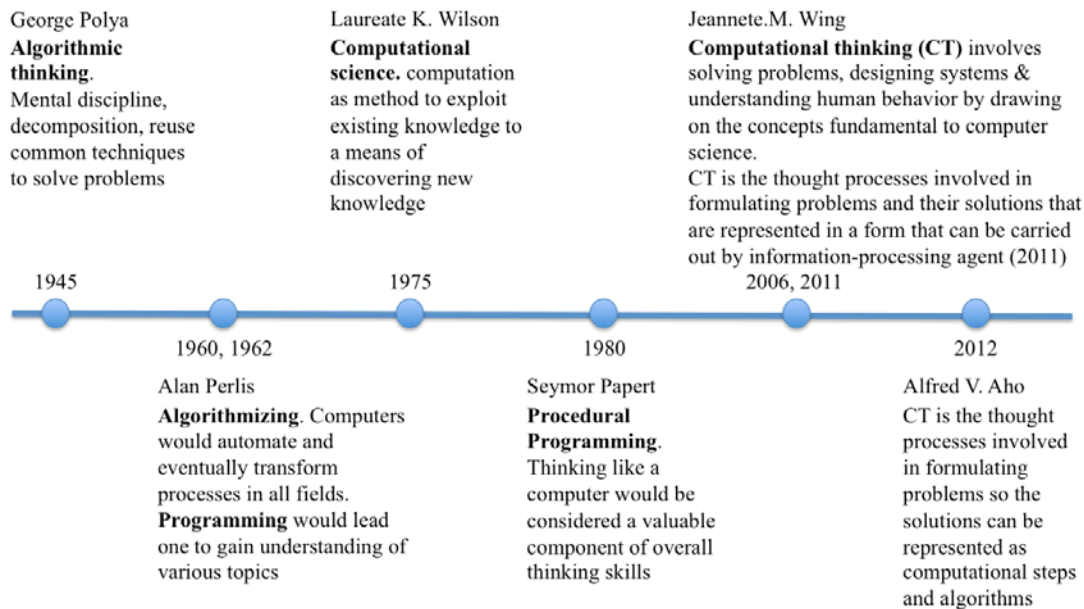 George Polya
Algorithmic
thinking.
Mental discipline,
decomposition, reuse
common techniques
to solve problems
Laureate K. Wilson
Computational
science. computation
as method to exploit
existing knowledge to
a means of
discovering new
knowledge
Jeannete.M. Wing
Computational thinking (CT) involves
solving problems, designing systems &
understanding human behavior by drawing
on the concepts fundamental to computer
science.
CT is the thought processes involved in
formulating problems and their solutions that
are represented in a form that can be carried
out by information-processing agent (2011)
1945
1975
2006, 2011
1960, 1962
1980
2012
Alan Perlis
Algorithmizing. Computers
would automate and
eventually transform
processes in all fields.
Programming would lead
one to gain understanding of
various topics
Seymor Papert
Procedural
Programming.
Thinking like a
computer would be
considered a valuable
component of overall
thinking skills
Alfred V. Aho
CT is the thought
processes involved
in formulating
problems so the
solutions can be
represented as
computational steps
and algorithms